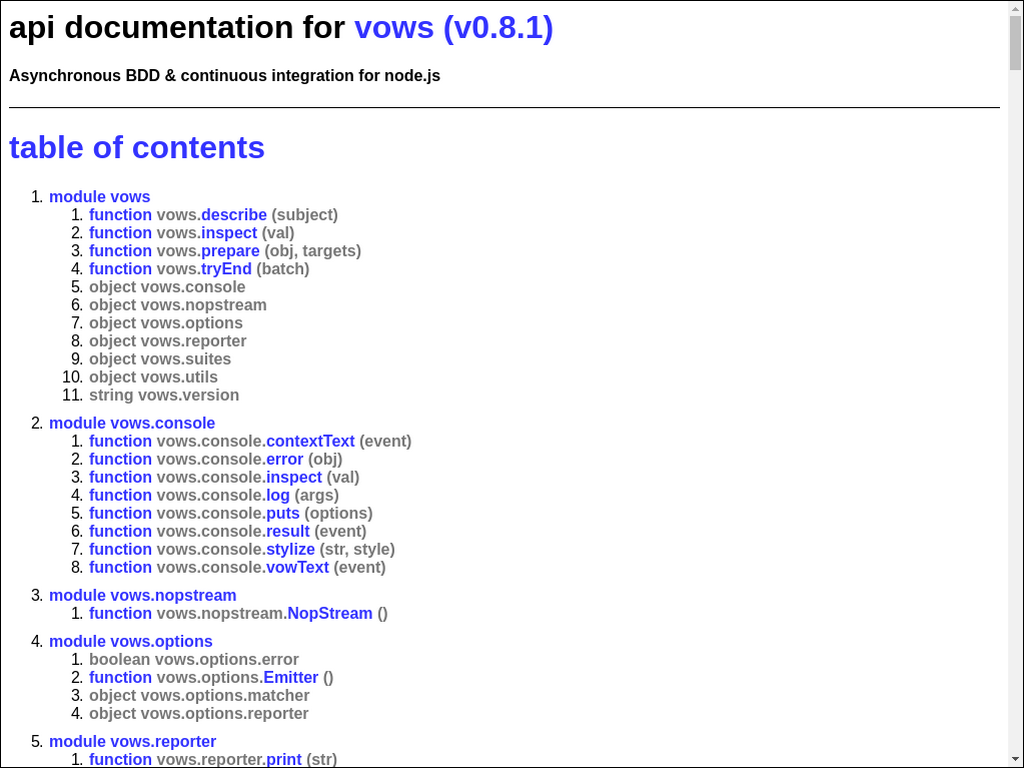 api documentation for vows (v0.8.1)
Asynchronous BDD & continuous integration for node.js
table of contents
1. module vows
1. function vows.describe (subject)
2. function vows.inspect (val)
3. function vows.prepare (obj, targets)
4. function vows.tryEnd (batch)
5. object vows.console
6. object vows.nopstream
7. object vows.options
8. object vows.reporter
9. object vows.suites
10. object vows.utils
11. string vows.version
2. module vows.console
1. function vows.console.contextText (event)
2. function vows.console.error (obj)
3. function vows.console.inspect (val)
4. function vows.console.log (args)
5. function vows.console.puts (options)
6. function vows.console.result (event)
7. function vows.console.stylize (str, style)
8. function vows.console.vowText (event)
3. module vows.nopstream
1. function vows.nopstream.NopStream ()
4. module vows.options
1. boolean vows.options.error
2. function vows.options.Emitter ()
3. object vows.options.matcher
4. object vows.options.reporter
5. module vows.reporter
1. function vows.reporter.print (str)